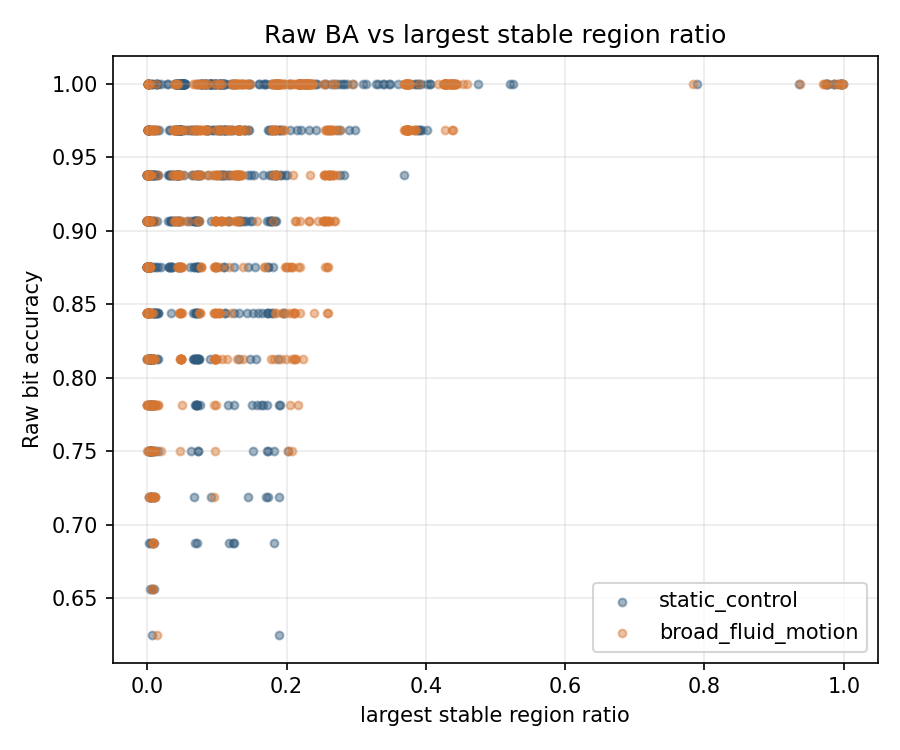 Raw BA vs largest stable region ratio
Raw bit accuracy
1.00
0.95
0.90
0.85
0.80
0.75
0.70
0.65
0.0 0.2 0.4 0.6 0.8 1.0
largest stable region ratio
static_control
broad_fluid_motion